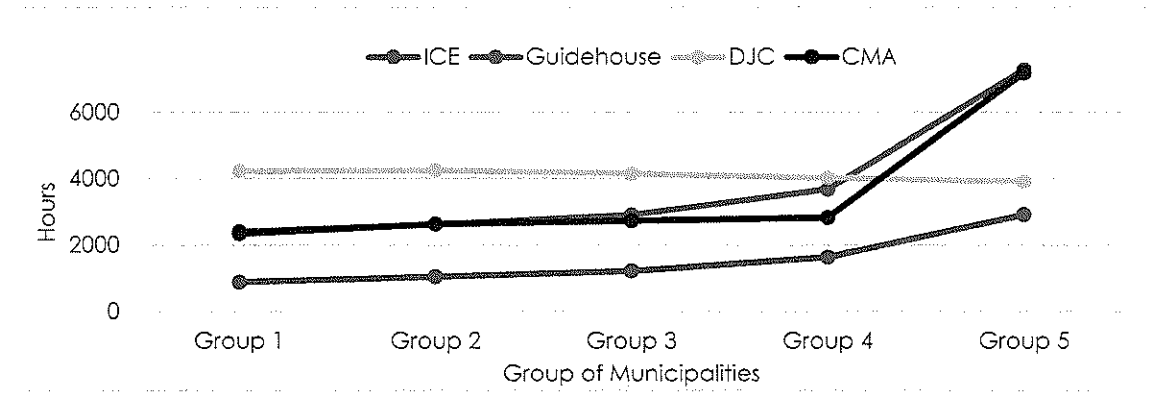 ICE Guidehouse DJC CMA
6000
4000
2000
0
Hours
Group 1 Group 2 Group 3 Group 4 Group 5
Group of Municipalities